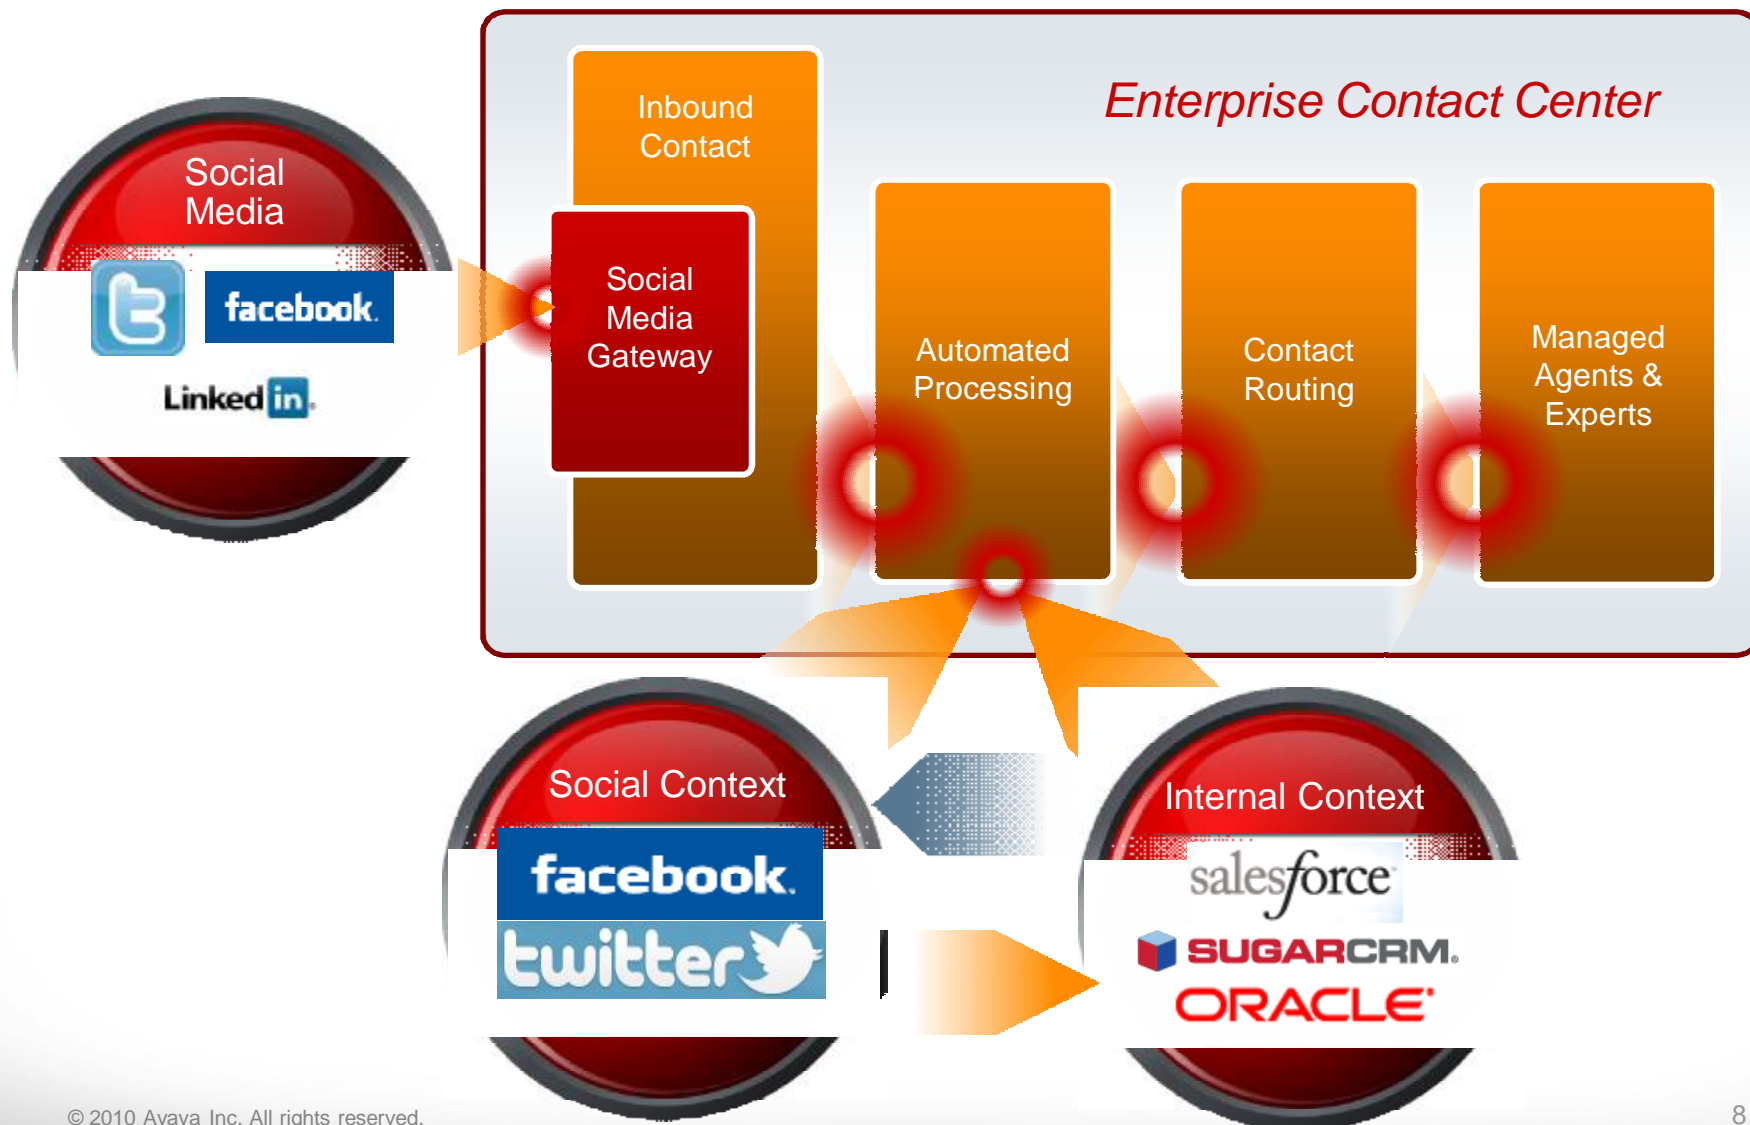 Enterprise Contact Center
Inbound
Contact
Social
Media
facebook.
Linked in.
Social
Media
Gateway
Automated
Processing
Contact
Routing
Managed
Agents &
Experts
Social Context
facebook.
twitter
Internal Context
salesforce
SUGARCRM.
ORACLE
© 2010 Avaya Inc. All rights reserved.
8